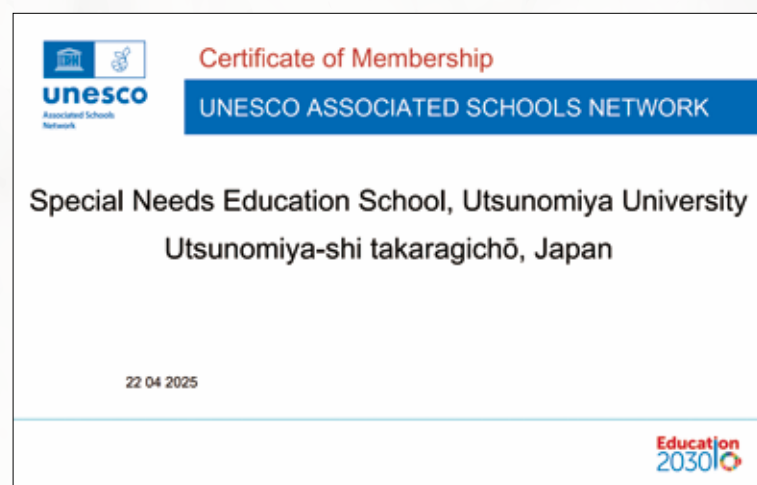 Certificate of Membership
unesco
Associated Schools
Network
UNESCO ASSOCIATED SCHOOLS NETWORK
Special Needs Education School, Utsunomiya University
Utsunomiya-shi takaragichō, Japan
22 04 2025
Education
2030